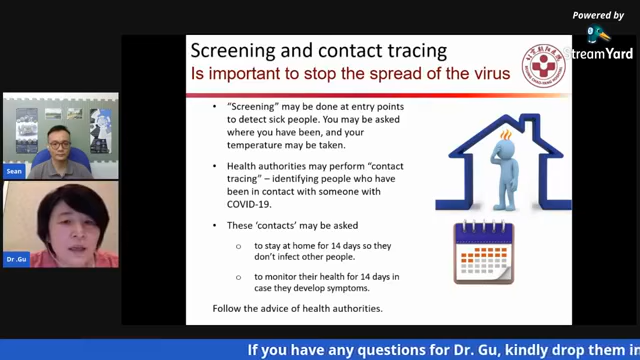 Powered by
StreamYard
Screening and contact tracing
Is important to stop the spread of the virus
• "Screening" may be done at entry points
to detect sick people. You may be asked
where you have been, and your
temperature may be taken.
• Health authorities may perform "contact
tracing" – identifying people who have
been in contact with someone with
COVID-19.
• These 'contacts' may be asked
o to stay at home for 14 days so they
don't infect other people.
o to monitor their health for 14 days in
case they develop symptoms.
Follow the advice of health authorities.
Sean
Dr .Gu
If you have any questions for Dr. Gu, kindly drop them in